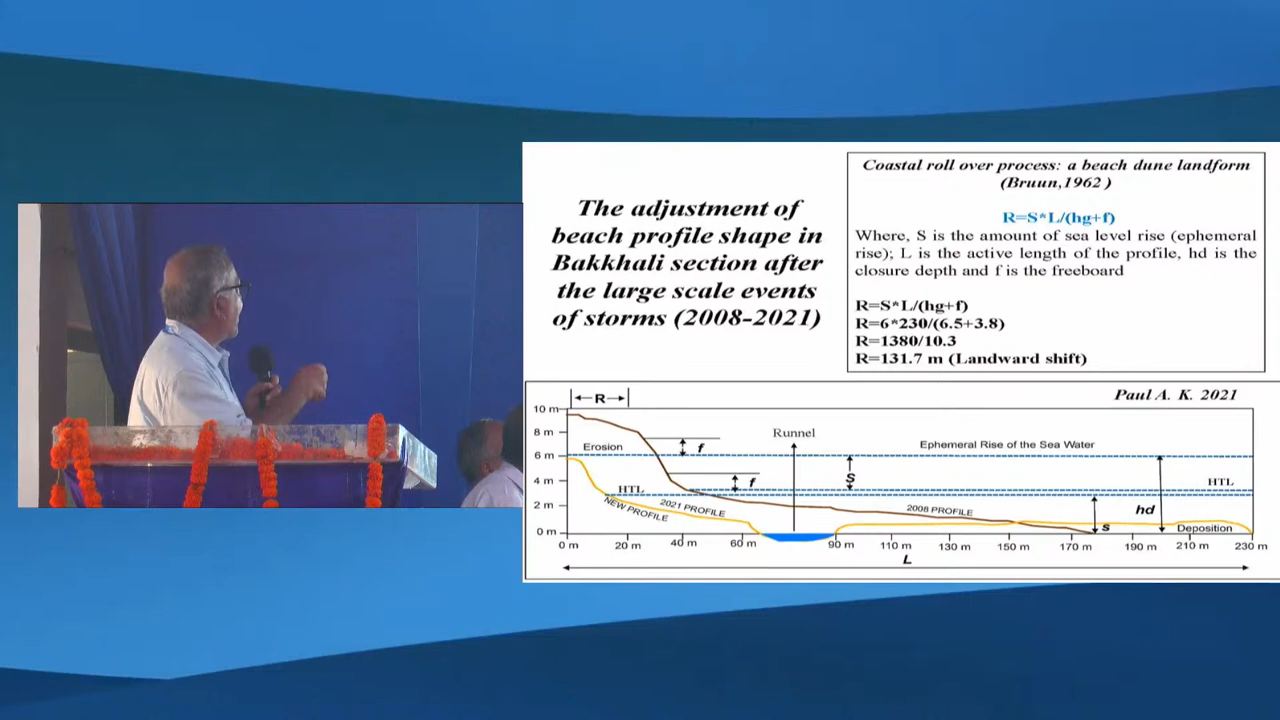 The adjustment of
beach profile shape in
Bakkhali section after
the large scale events
of storms (2008-2021)
Coastal roll over process: a beach dune landform
(Bruun,1962 )
R=S*L/(hg+f)
Where, S is the amount of sea level rise (ephemeral
rise); L is the active length of the profile, hd is the
closure depth and f is the freeboard
R=S*L/(hg+f)
R=6*230/(6.5+3.8)
R=1380/10.3
R=131.7 m (Landward shift)
Paul A. K. 2021
R
10 m
8 m
6 m
4 m
2 m
0 m
Erosion
f
f
Runnel
Ephemeral Rise of the Sea Water
S
HTL
HTL
hd
NEW PROFILE
2021 PROFILE
2008 PROFILE
s
Deposition
0 m 20 m 40 m 60 m 90 m 110 m 130 m 150 m 170 m 190 m 210 m 230 m
L